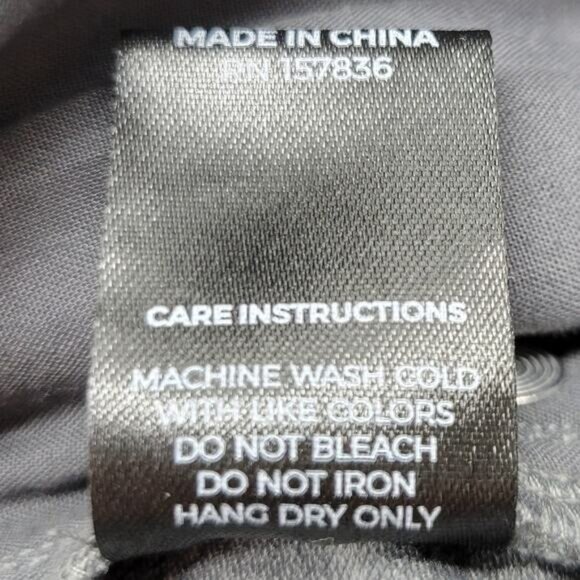 MADE IN CHINA
RN 157836
CARE INSTRUCTIONS
MACHINE WASH COLD
WITH LIKE COLORS
DO NOT BLEACH
DO NOT IRON
HANG DRY ONLY